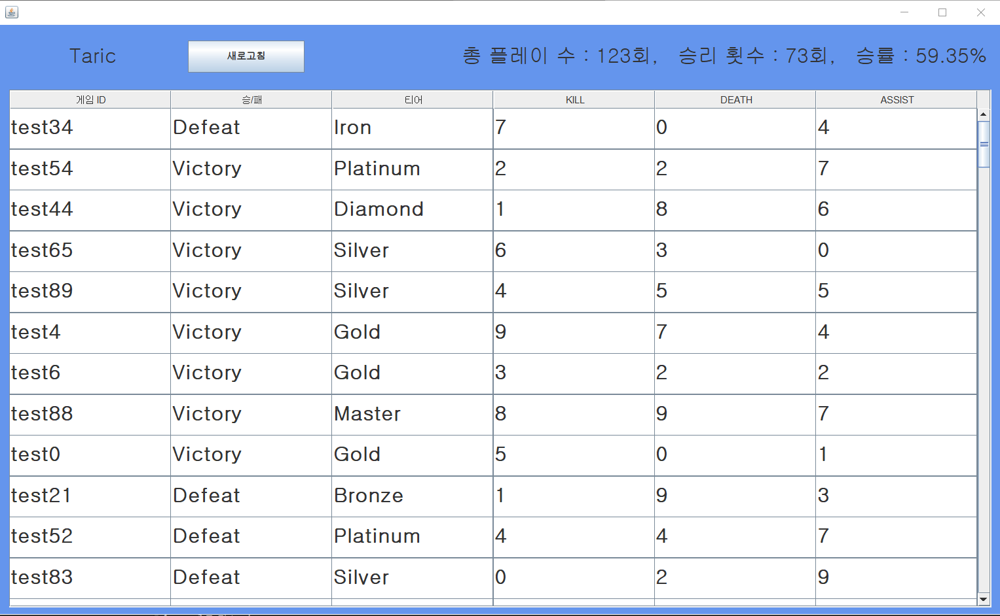 Taric 새로고침 총 플레이 수 : 123회, 승리 횟수 : 73회, 승률 : 59.35%
게임 ID 승/패 티어 KILL DEATH ASSIST
test34 Defeat Iron 7 0 4
test54 Victory Platinum 2 2 7
test44 Victory Diamond 1 8 6
test65 Victory Silver 6 3 0
test89 Victory Silver 4 5 5
test4 Victory Gold 9 7 4
test6 Victory Gold 3 2 2
test88 Victory Master 8 9 7
test0 Victory Gold 5 0 1
test21 Defeat Bronze 1 9 3
test52 Defeat Platinum 4 4 7
test83 Defeat Silver 0 2 9